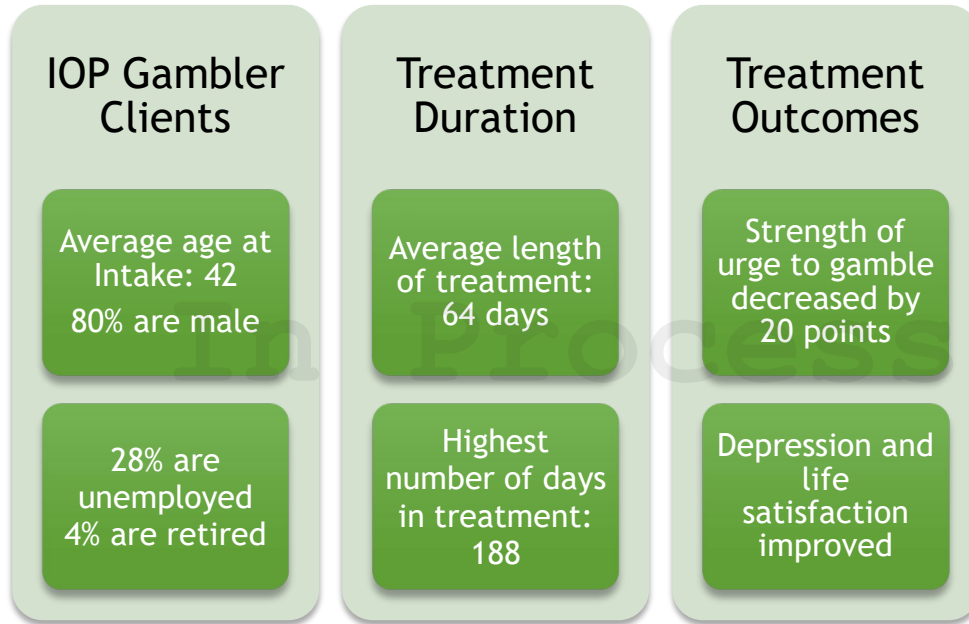 IOP Gambler
Clients
Average age at
Intake: 42
80% are male
28% are
unemployed
4% are retired
Treatment
Duration
Average length
of treatment:
64 days
Highest
number of days
in treatment:
188
Treatment
Outcomes
Strength of
urge to gamble
decreased by
20 points
Depression and
life
satisfaction
improved
In Process